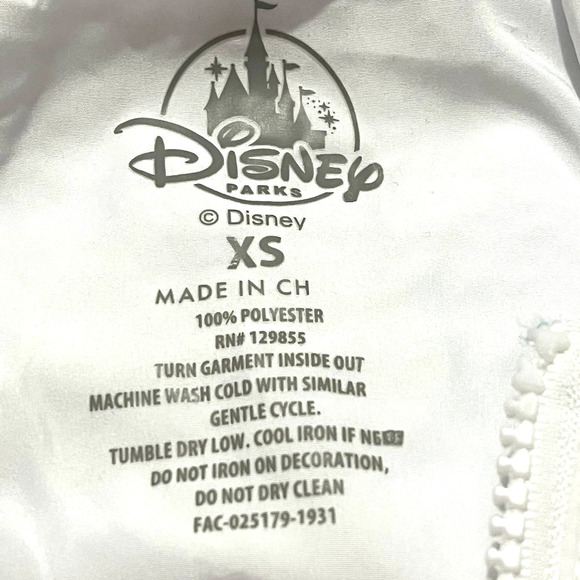 Disney
PARKS
© Disney
XS
MADE IN CH
100% POLYESTER
RN# 129855
TURN GARMENT INSIDE OUT
MACHINE WASH COLD WITH SIMILAR
GENTLE CYCLE.
TUMBLE DRY LOW. COOL IRON IF
DO NOT IRON ON DECORATION,
DO NOT DRY CLEAN
FAC-025179-1931